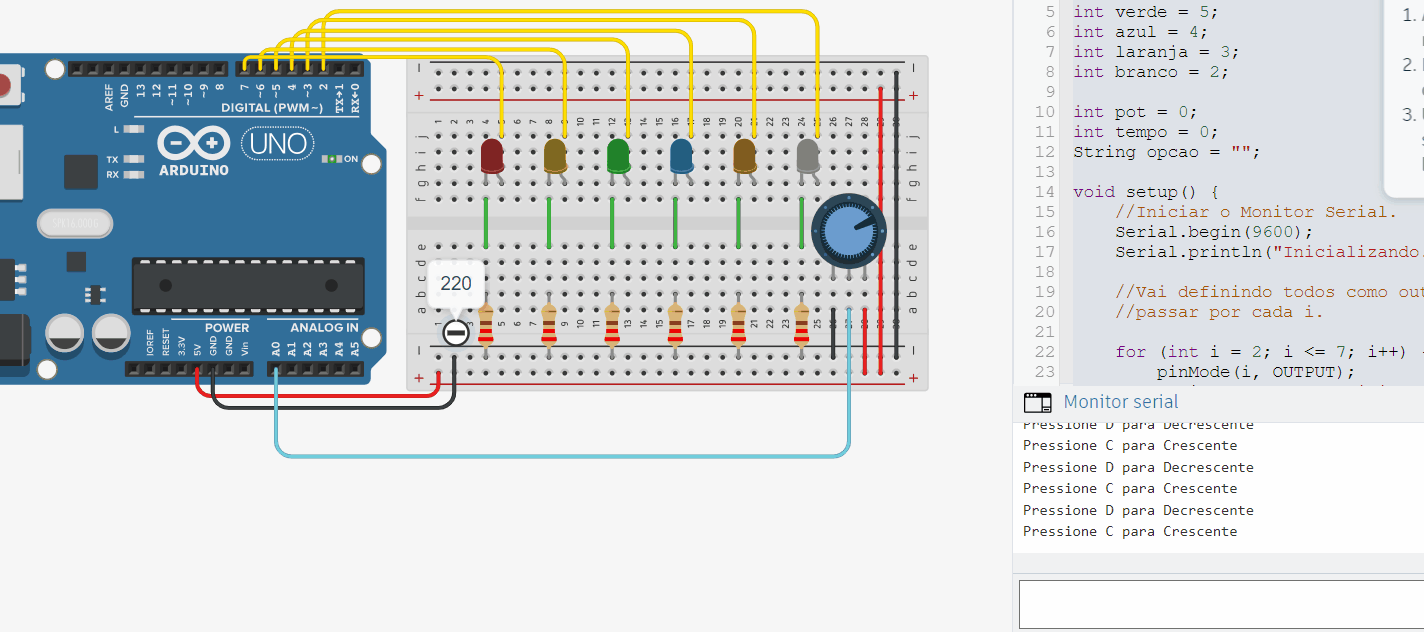 AREF
GND
13
12
~11
~10
~9
8
7
~6
~5
4
~3
2
TX→1
RX←0
DIGITAL (PWM~)
L
TX
RX
UNO
ARDUINO
ON
IOREF
RESET
3.3V
5V
GND
GND
Vin
POWER
ANALOG IN
A0
A1
A2
A3
A4
A5
220
j
i
h
g
f
e
d
c
b
a
5 int verde = 5;
6 int azul = 4;
7 int laranja = 3;
8 int branco = 2;
9
10 int pot = 0;
11 int tempo = 0;
12 String opcao = "";
13
14 void setup() {
15 //Iniciar o Monitor Serial.
16 Serial.begin(9600);
17 Serial.println("Inicializando.
18
19 //Vai definindo todos como out
20 //passar por cada i.
21
22 for (int i = 2; i <= 7; i++)
23 pinMode(i, OUTPUT);
1.
2.
3.
Monitor serial
Pressione D para Decrescente
Pressione C para Crescente
Pressione D para Decrescente
Pressione C para Crescente
Pressione D para Decrescente
Pressione C para Crescente